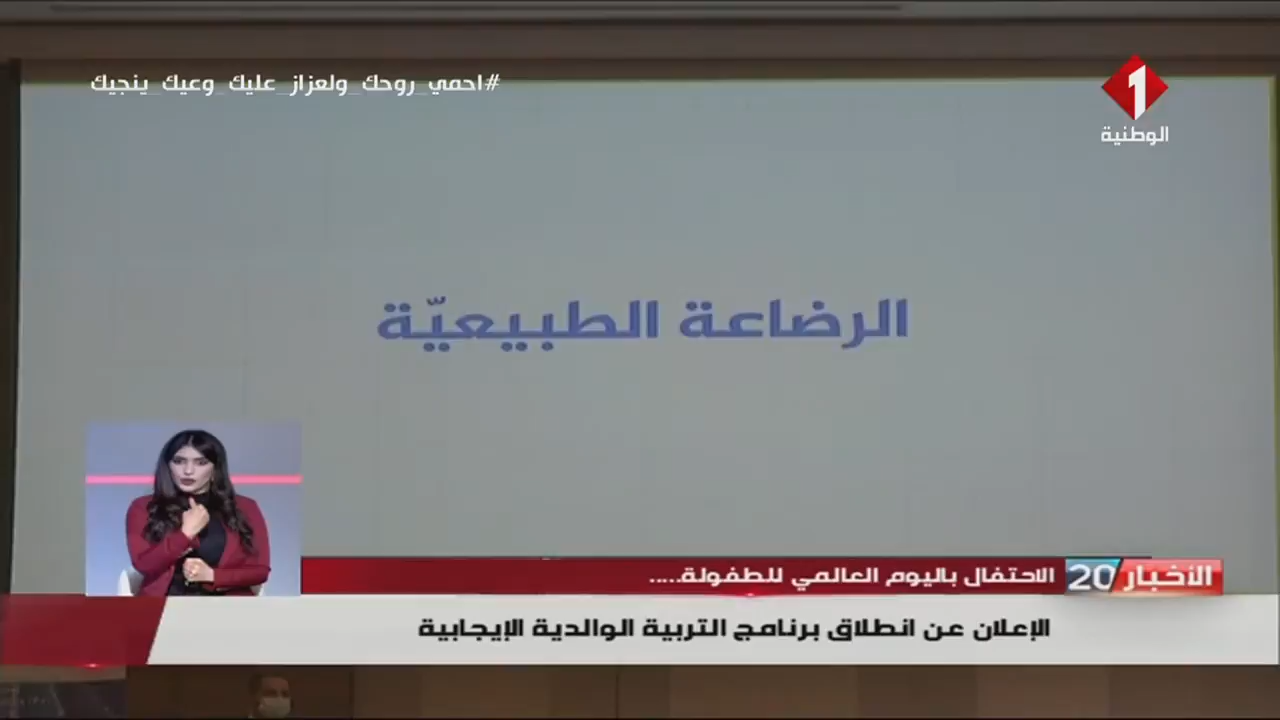 #احمي_روحك_ولعزاز_عليك_وعيك_ينجيك
1
الوطنية
الرضاعة الطبيعيّة
الأخبار 20
الاحتفال باليوم العالمي للطفولة.....
الإعلان عن انطلاق برنامج التربية الوالدية الإيجابية